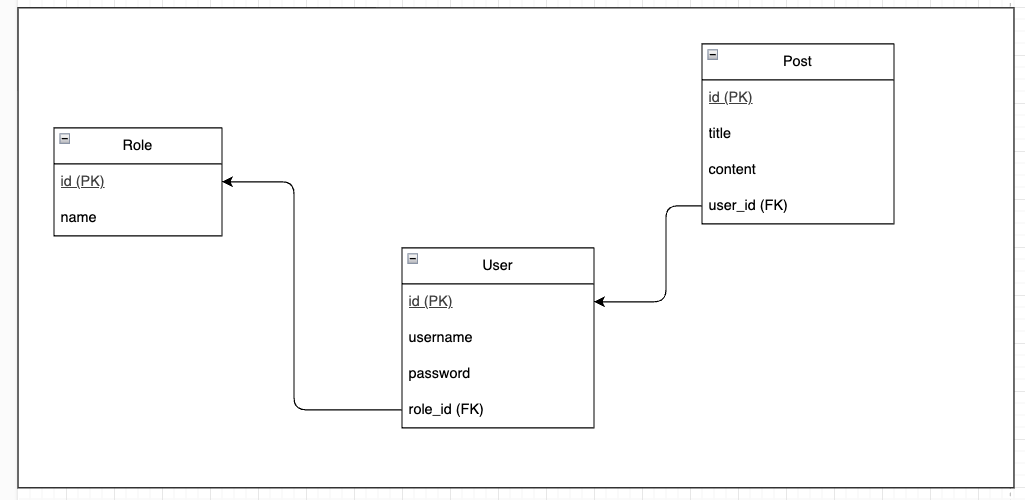 Role
id (PK)
name
User
id (PK)
username
password
role_id (FK)
Post
id (PK)
title
content
user_id (FK)